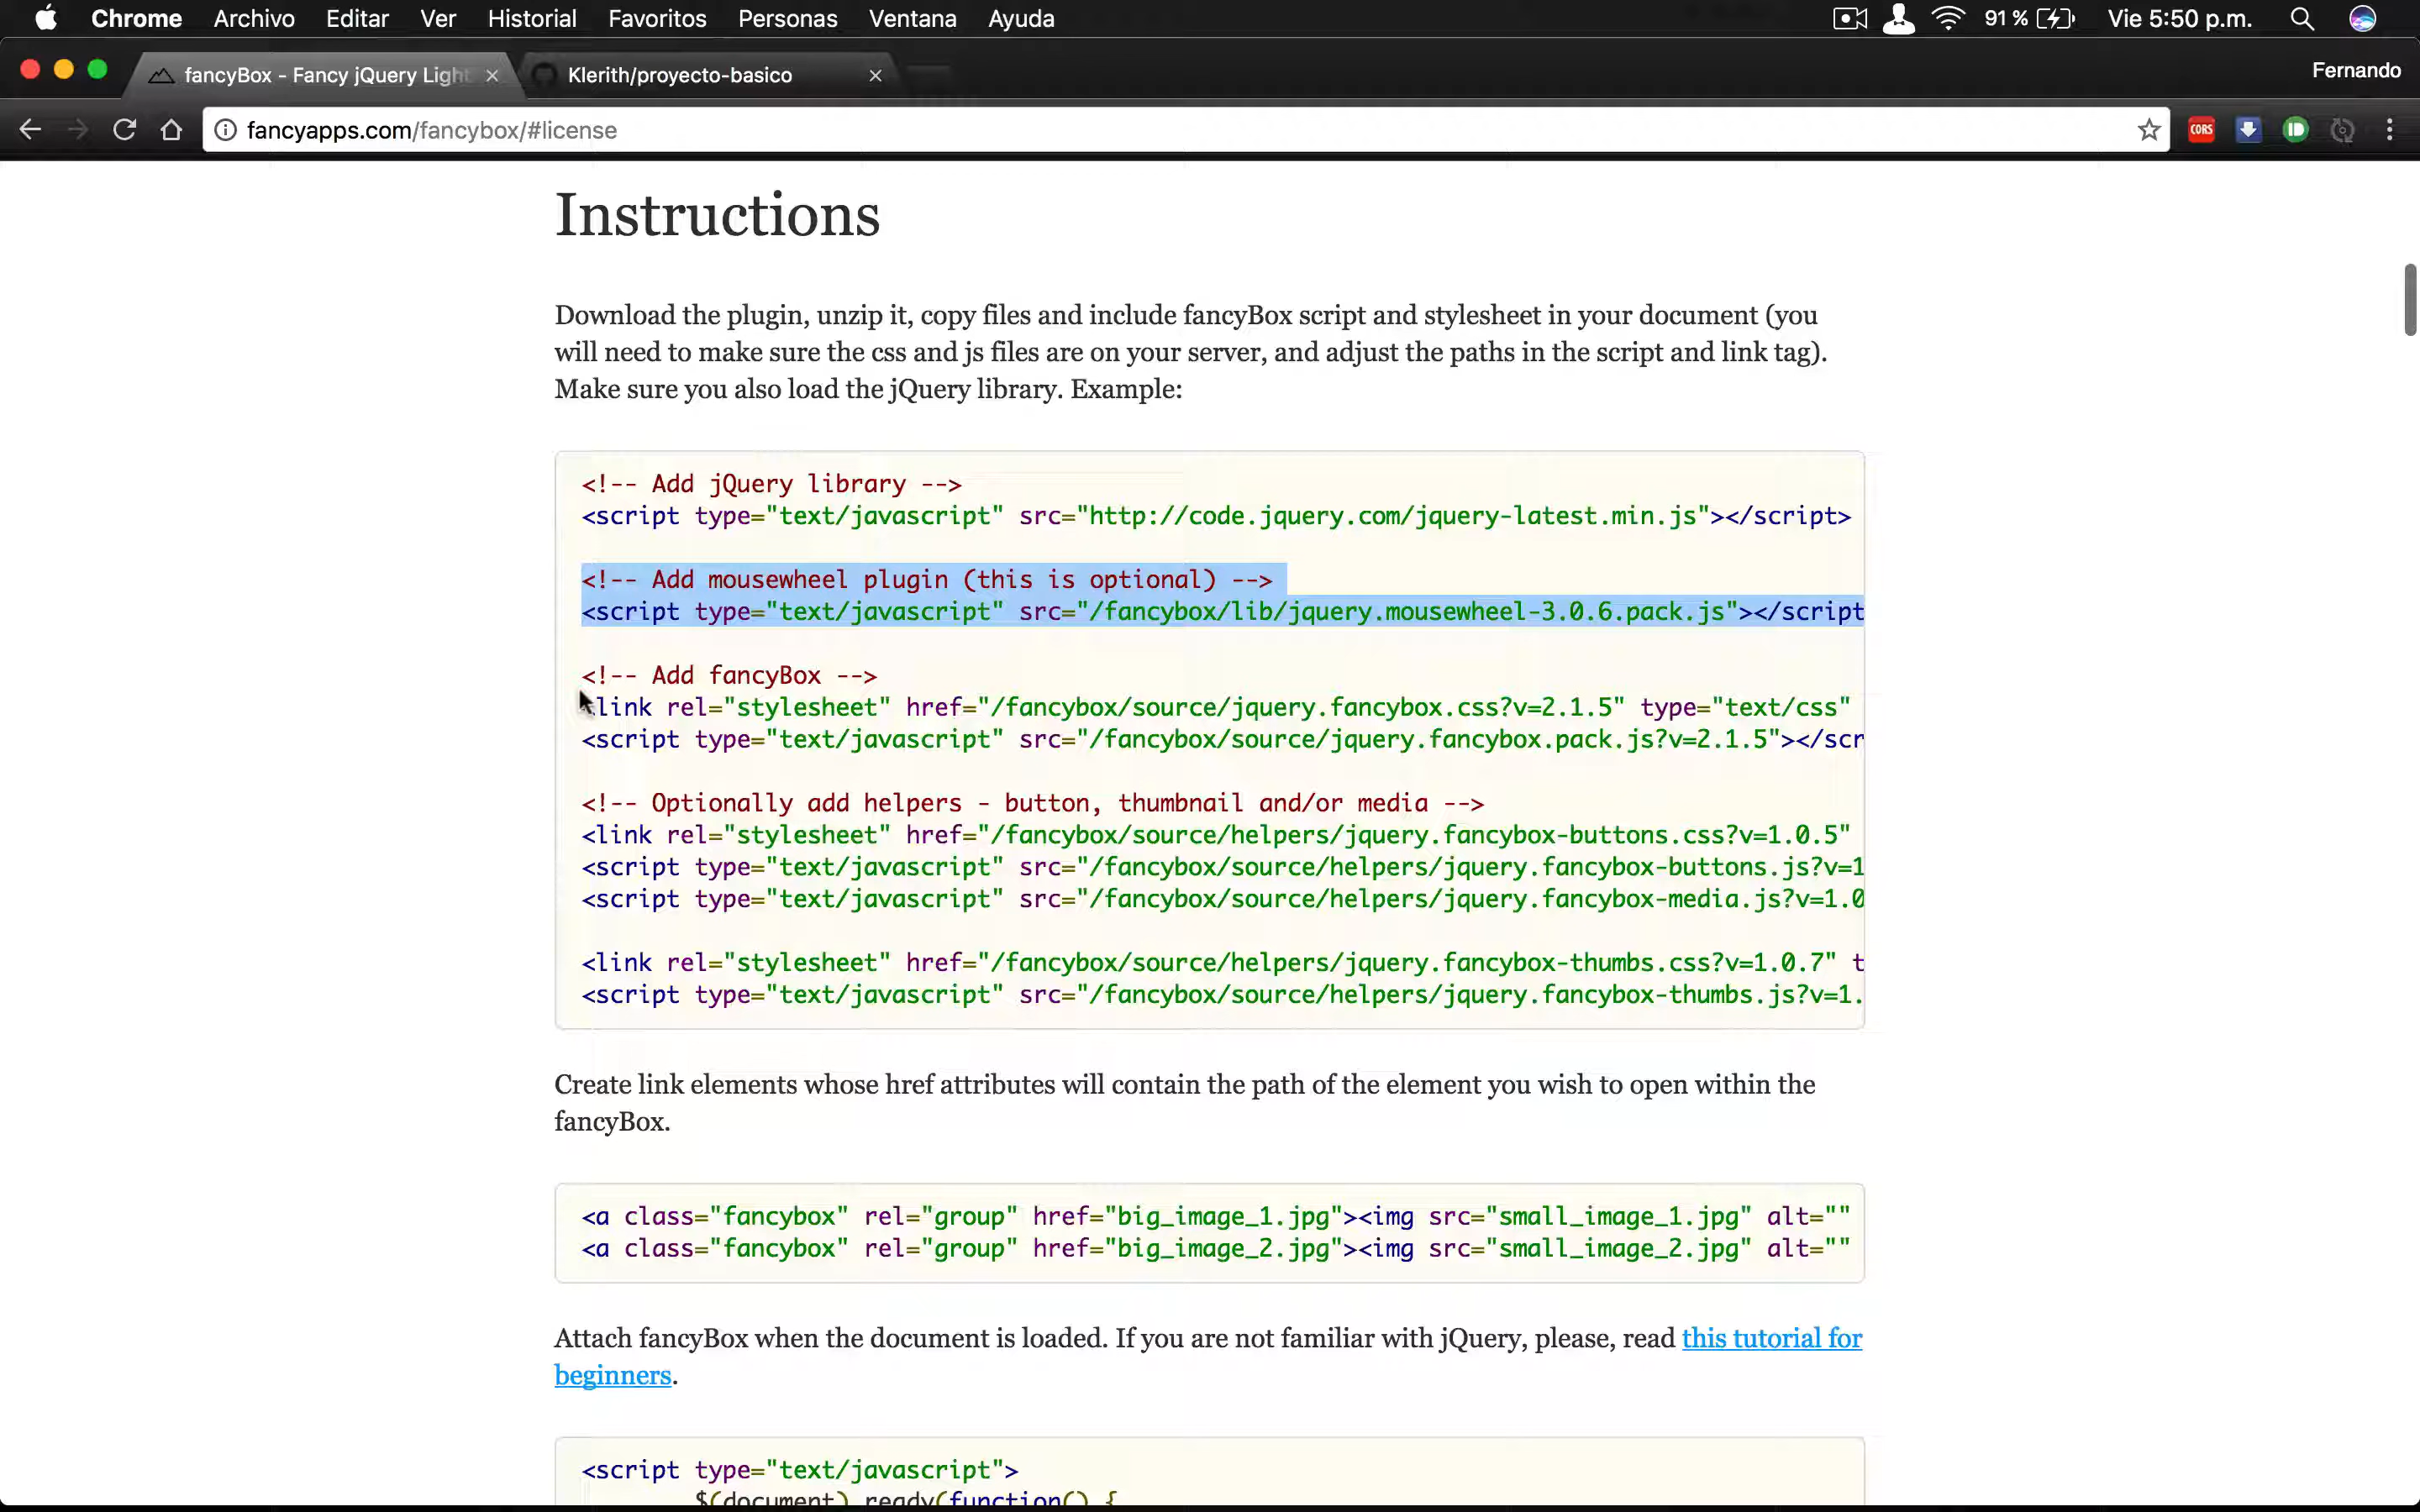 Chrome Archivo Editar Ver Historial Favoritos Personas Ventana Ayuda 91 % Vie 5:50 p.m.
fancyBox - Fancy jQuery Ligh Klerith/proyecto-basico Fernando
fancyapps.com/fancybox/#license CORS
Instructions
Download the plugin, unzip it, copy files and include fancyBox script and stylesheet in your document (you
will need to make sure the css and js files are on your server, and adjust the paths in the script and link tag).
Make sure you also load the jQuery library. Example:
<!-- Add jQuery library -->
<script type="text/javascript" src="http://code.jquery.com/jquery-latest.min.js"></script>
<!-- Add mousewheel plugin (this is optional) -->
<script type="text/javascript" src="/fancybox/lib/jquery.mousewheel-3.0.6.pack.js"></script
<!-- Add fancyBox -->
<link rel="stylesheet" href="/fancybox/source/jquery.fancybox.css?v=2.1.5" type="text/css"
<script type="text/javascript" src="/fancybox/source/jquery.fancybox.pack.js?v=2.1.5"></scr
<!-- Optionally add helpers - button, thumbnail and/or media -->
<link rel="stylesheet" href="/fancybox/source/helpers/jquery.fancybox-buttons.css?v=1.0.5"
<script type="text/javascript" src="/fancybox/source/helpers/jquery.fancybox-buttons.js?v=1
<script type="text/javascript" src="/fancybox/source/helpers/jquery.fancybox-media.js?v=1.0
<link rel="stylesheet" href="/fancybox/source/helpers/jquery.fancybox-thumbs.css?v=1.0.7" t
<script type="text/javascript" src="/fancybox/source/helpers/jquery.fancybox-thumbs.js?v=1.
Create link elements whose href attributes will contain the path of the element you wish to open within the
fancyBox.
<a class="fancybox" rel="group" href="big_image_1.jpg"><img src="small_image_1.jpg" alt=""
<a class="fancybox" rel="group" href="big_image_2.jpg"><img src="small_image_2.jpg" alt=""
Attach fancyBox when the document is loaded. If you are not familiar with jQuery, please, read this tutorial for
beginners.
<script type="text/javascript">
$(document).ready(function() {